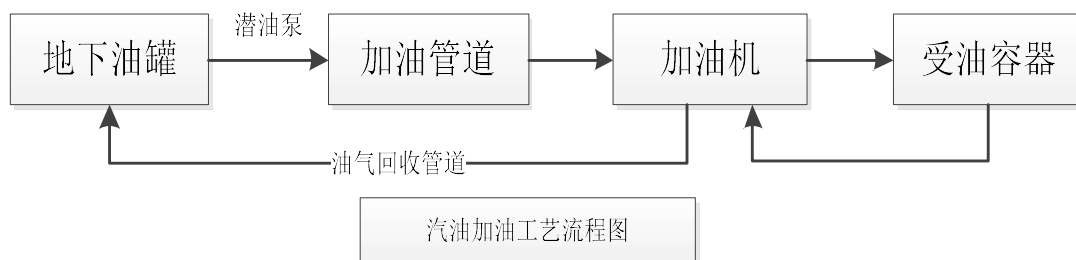 潜油泵
地下油罐
加油管道
加油机
受油容器
油气回收管道
汽油加油工艺流程图